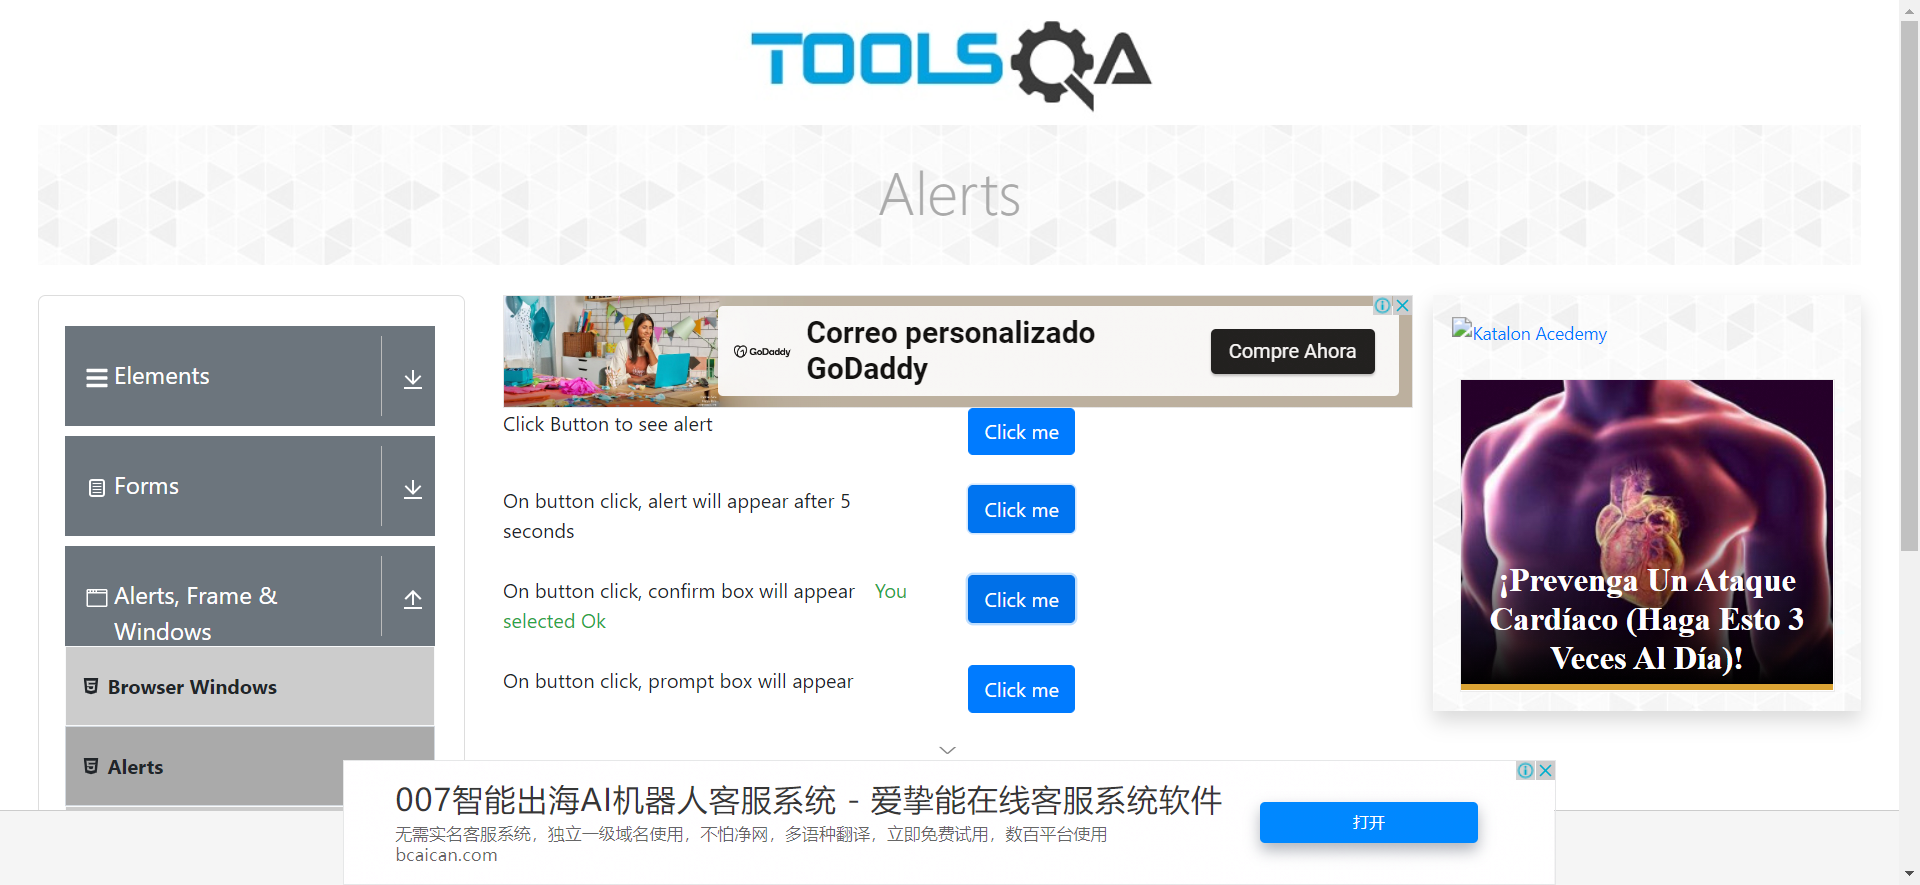 TOOLSQA
Alerts
Elements
Forms
Alerts, Frame &
Windows
Browser Windows
Alerts
GoDaddy
Correo personalizado
GoDaddy
Compre Ahora
Click Button to see alert
Click me
On button click, alert will appear after 5
seconds
Click me
On button click, confirm box will appear You
selected Ok
Click me
On button click, prompt box will appear
Click me
Katalon Acedemy
¡Prevenga Un Ataque
Cardíaco (Haga Esto 3
Veces Al Día)!
007智能出海AI机器人客服系统 - 爱挚能在线客服系统软件
无需实名客服系统，独立一级域名使用，不怕净网，多语种翻译，立即免费试用，数百平台使用
bcaican.com
打开